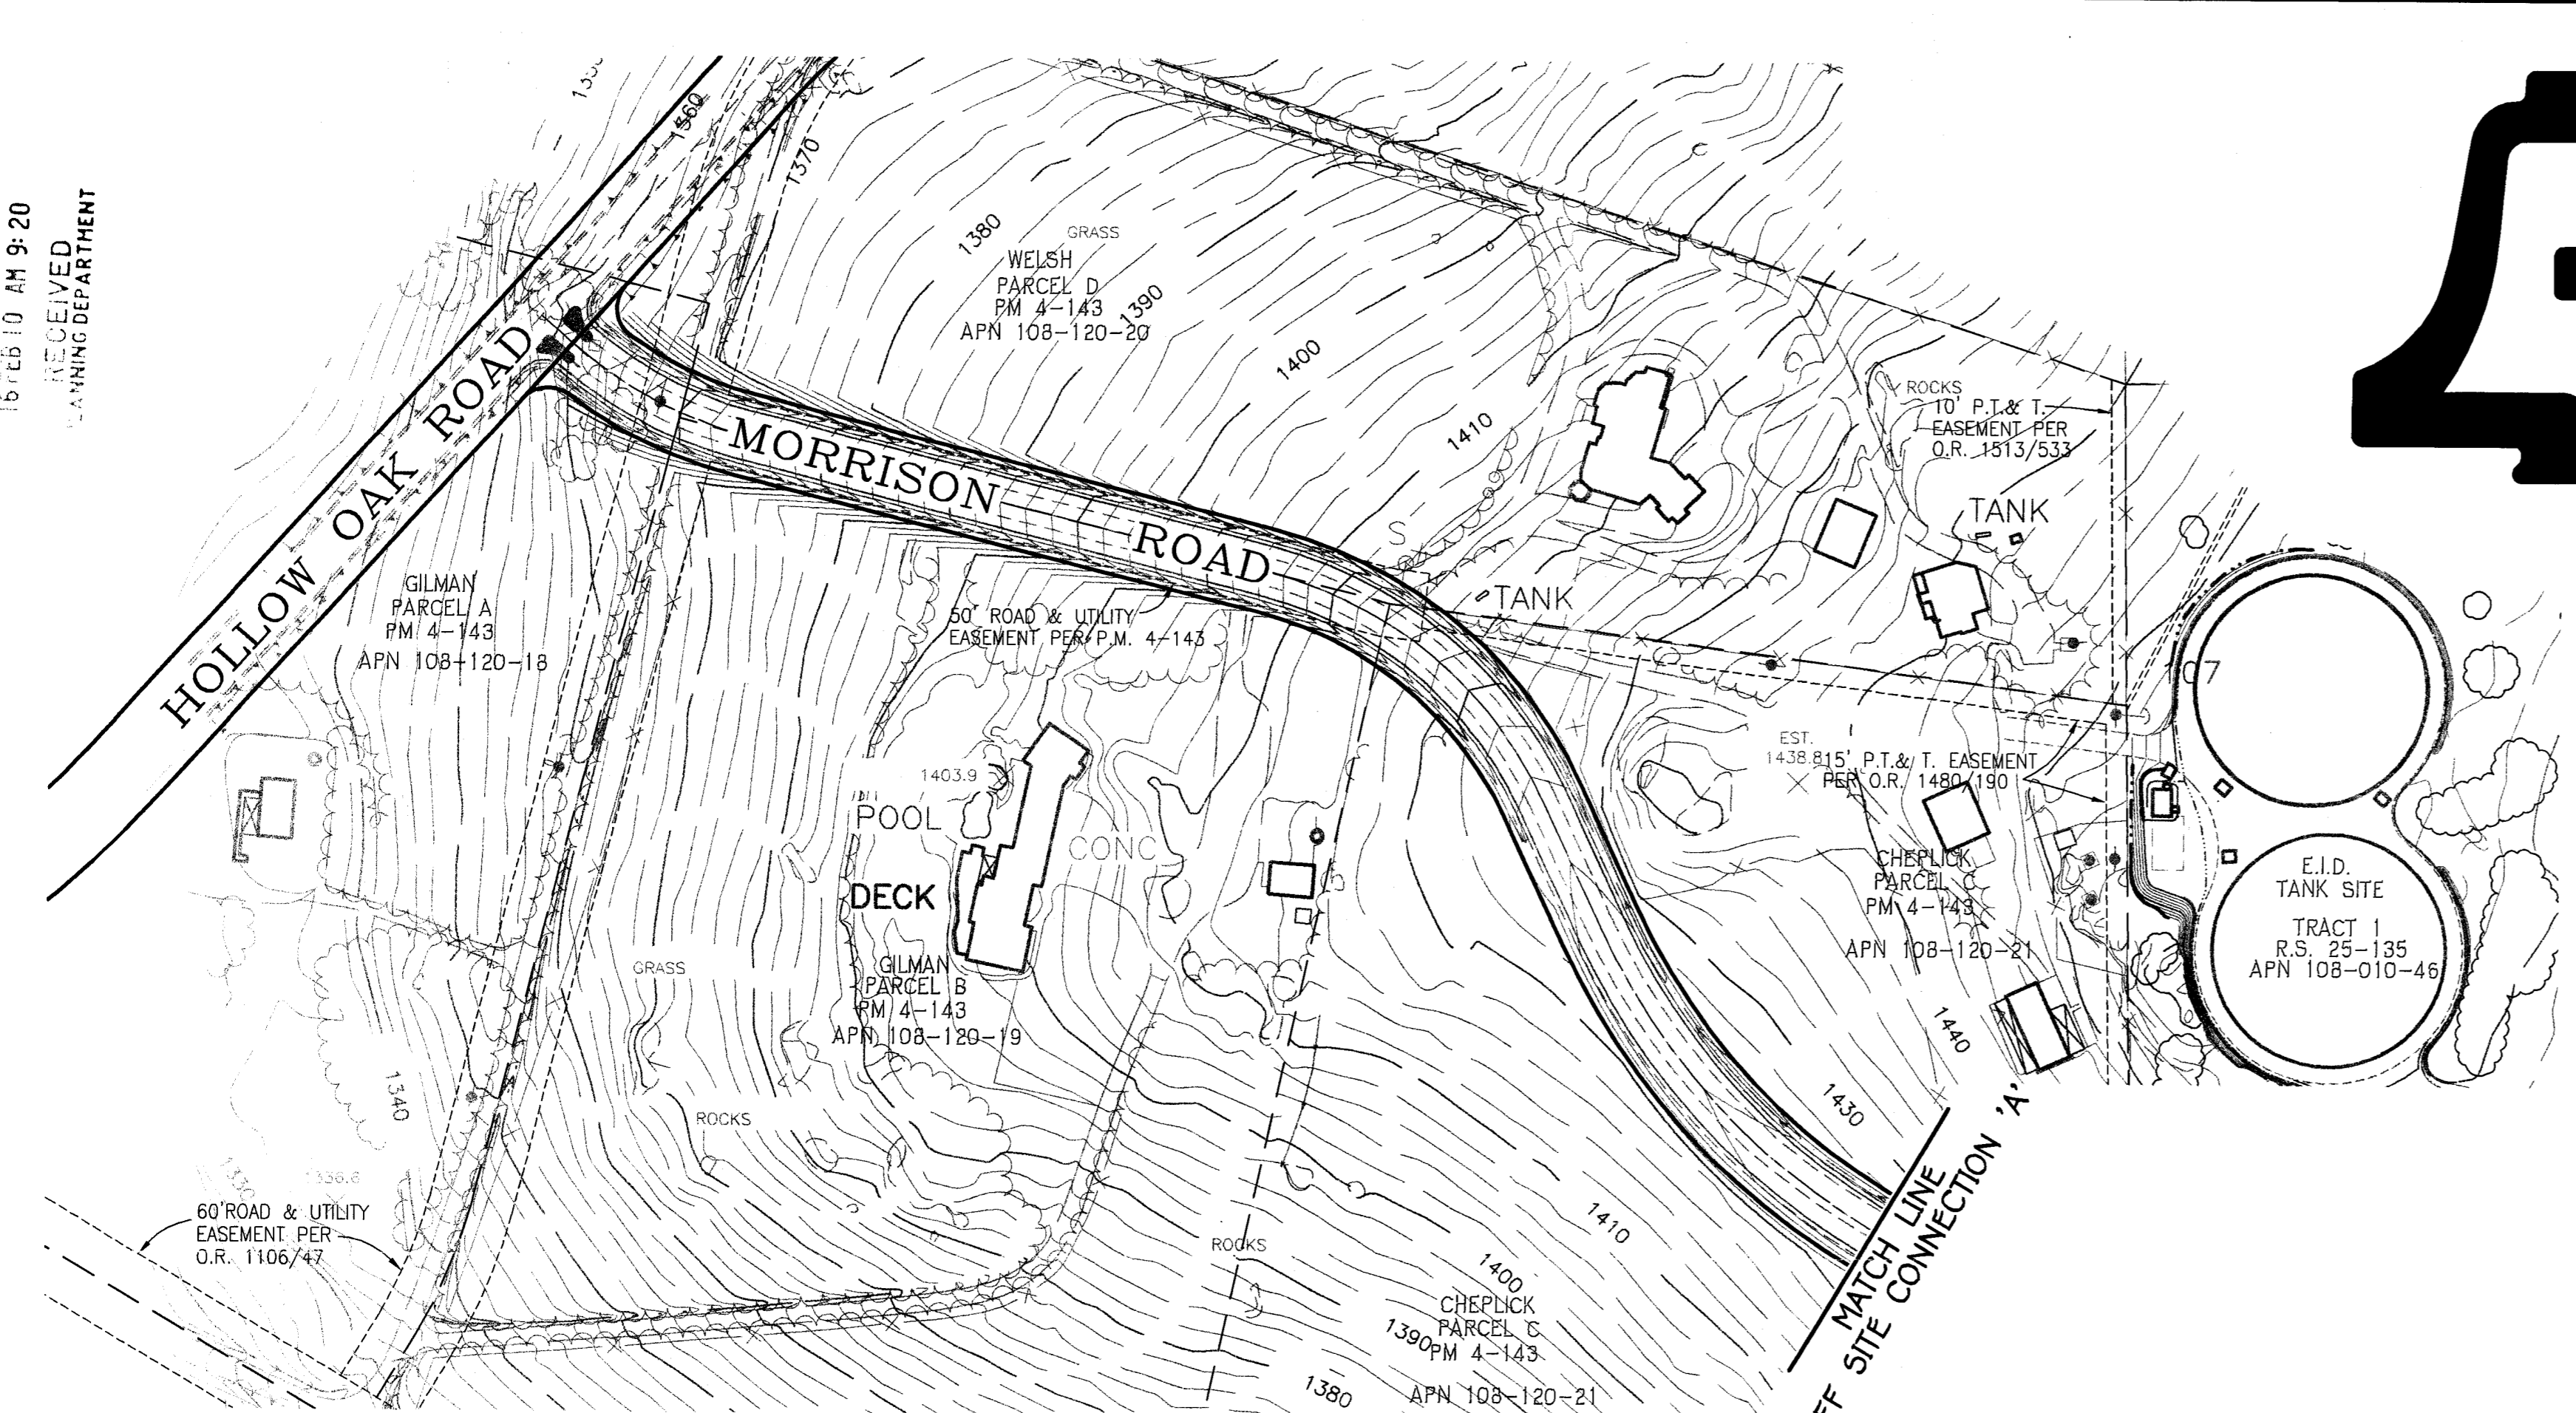 16 FEB 10 AM 9:20
RECEIVED
PLANNING DEPARTMENT
1360
1370
1380
GRASS
WELSH
PARCEL D
PM 4-143
APN 108-120-20
1390
1400
1410
ROCKS
10' P.T.& T.
EASEMENT PER
O.R. 1513/533
TANK
HOLLOW OAK ROAD
MORRISON ROAD
S
TANK
GILMAN
PARCEL A
PM 4-143
APN 108-120-18
50' ROAD & UTILITY
EASEMENT PER P.M. 4-143
EST.
1438.8
15' P.T.& T. EASEMENT
PER O.R. 1480/190
1403.9
POOL
CONC
DECK
GILMAN
PARCEL B
PM 4-143
APN 108-120-19
CHEPLICK
PARCEL C
PM 4-143
APN 108-120-21
E.I.D.
TANK SITE
TRACT 1
R.S. 25-135
APN 108-010-46
GRASS
1340
ROCKS
1440
1430
60'ROAD & UTILITY
EASEMENT PER
O.R. 1106/47
ROCKS
1410
1400
1390
1380
CHEPLICK
PARCEL C
PM 4-143
APN 108-120-21
MATCH LINE
SITE CONNECTION 'A'